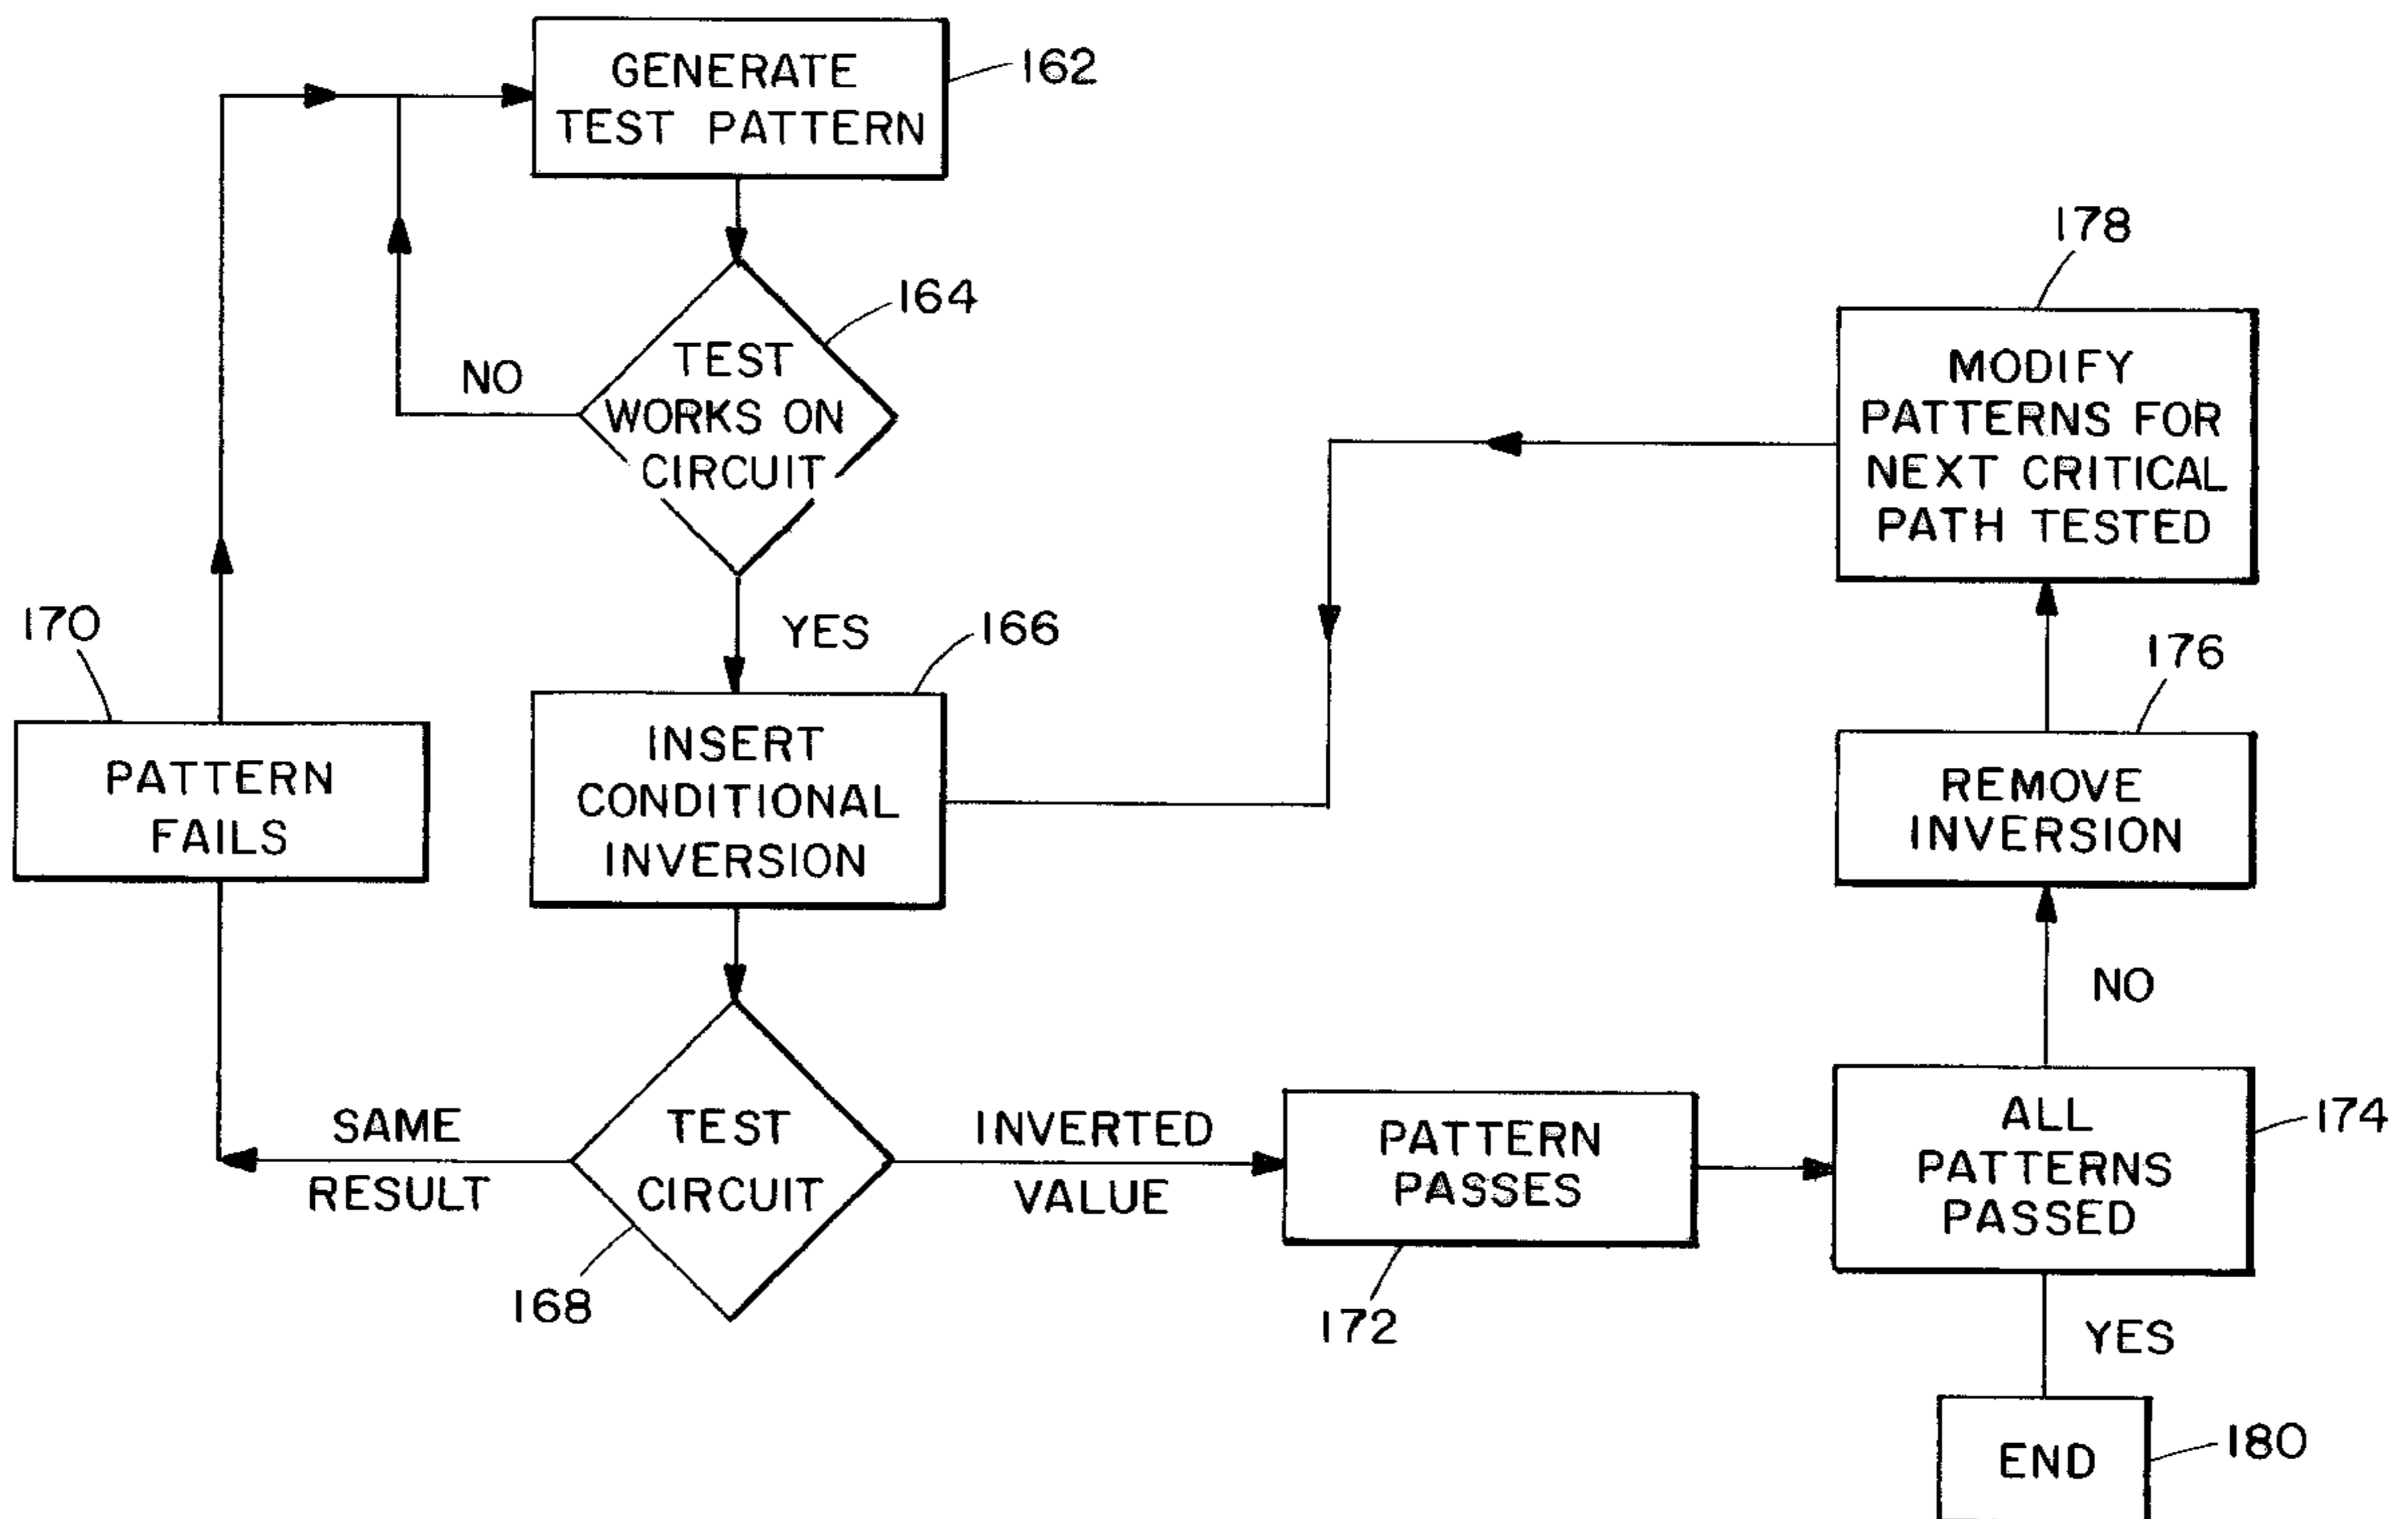 GENERATE
TEST PATTERN
162
TEST
WORKS ON
CIRCUIT
164
NO
YES
INSERT
CONDITIONAL
INVERSION
166
PATTERN
FAILS
170
TEST
CIRCUIT
168
SAME
RESULT
INVERTED
VALUE
PATTERN
PASSES
172
ALL
PATTERNS
PASSED
174
NO
REMOVE
INVERSION
176
MODIFY
PATTERNS FOR
NEXT CRITICAL
PATH TESTED
178
YES
END
180